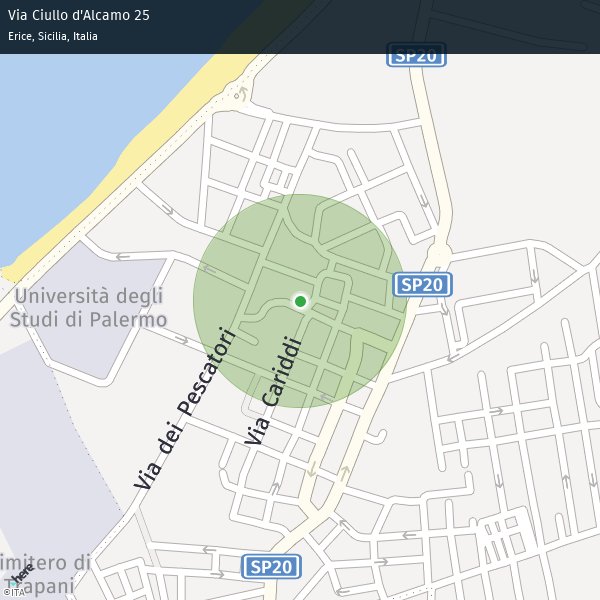 Via Ciullo d'Alcamo 25
Erice, Sicilia, Italia
SP20
SP20
Università degli
Studi di Palermo
Via dei Pescatori
Via Cariddi
imitero di
Trapani
SP20
here
©ITA